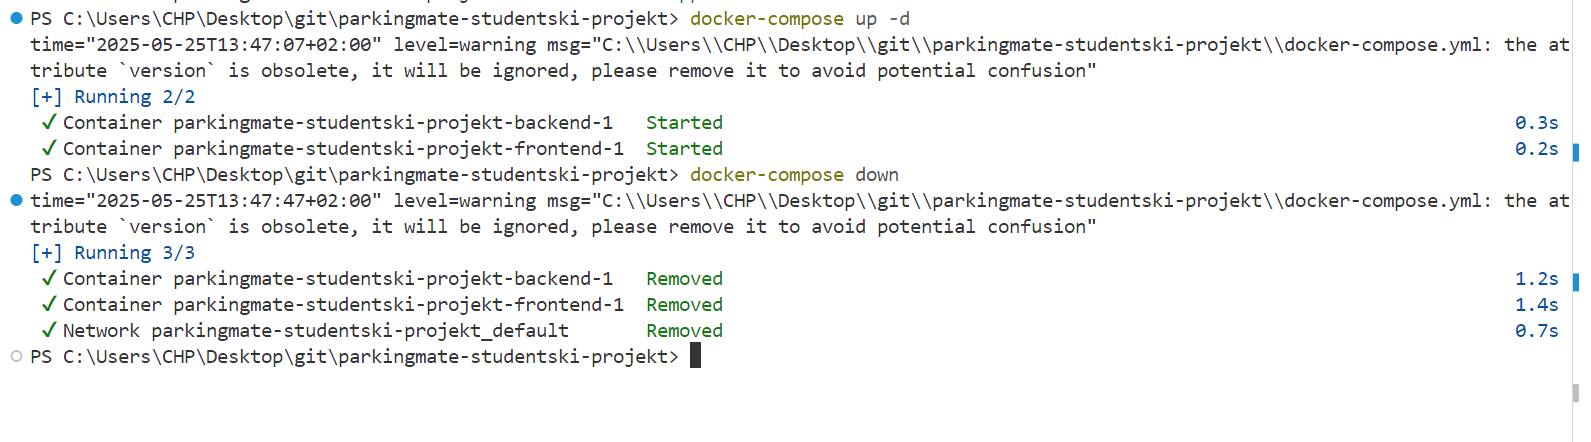 PS C:\Users\CHP\Desktop\git\parkingmate-studentski-projekt> docker-compose up -d
time="2025-05-25T13:47:07+02:00" level=warning msg="C:\\Users\\CHP\\Desktop\\git\\parkingmate-studentski-projekt\\docker-compose.yml: the at
tribute `version` is obsolete, it will be ignored, please remove it to avoid potential confusion"
[+] Running 2/2
✓ Container parkingmate-studentski-projekt-backend-1 Started 0.3s
✓ Container parkingmate-studentski-projekt-frontend-1 Started 0.2s
PS C:\Users\CHP\Desktop\git\parkingmate-studentski-projekt> docker-compose down
time="2025-05-25T13:47:47+02:00" level=warning msg="C:\\Users\\CHP\\Desktop\\git\\parkingmate-studentski-projekt\\docker-compose.yml: the at
tribute `version` is obsolete, it will be ignored, please remove it to avoid potential confusion"
[+] Running 3/3
✓ Container parkingmate-studentski-projekt-backend-1 Removed 1.2s
✓ Container parkingmate-studentski-projekt-frontend-1 Removed 1.4s
✓ Network parkingmate-studentski-projekt_default Removed 0.7s
PS C:\Users\CHP\Desktop\git\parkingmate-studentski-projekt>